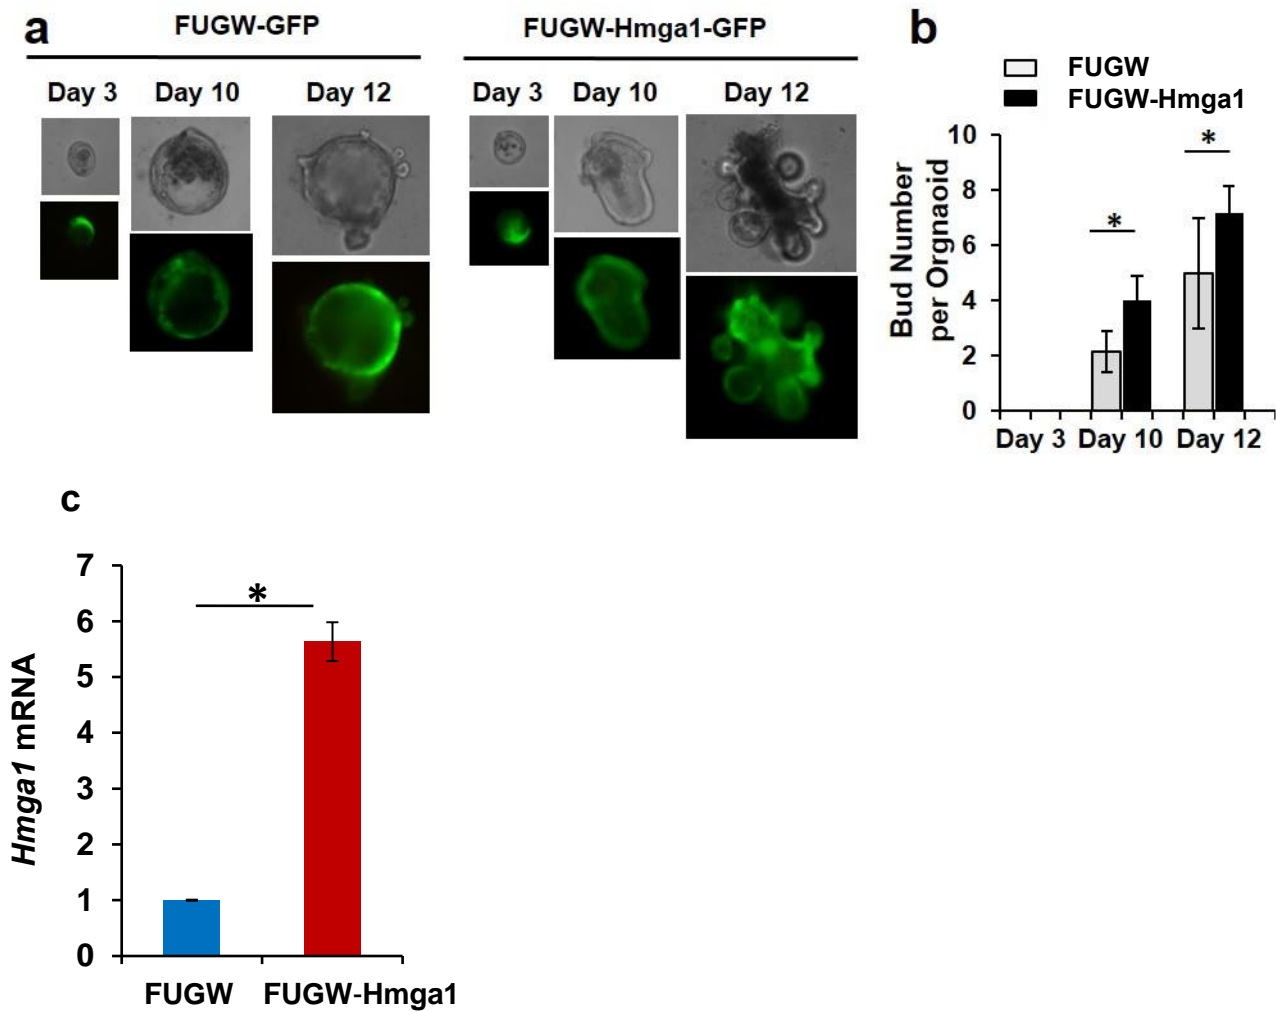 a
FUGW-GFP
Day 3 Day 10 Day 12
FUGW-Hmga1-GFP
Day 3 Day 10 Day 12
b
FUGW
FUGW-Hmga1
Bud Number
per Orgnaoid
10
8
6
4
2
0
*
*
Day 3 Day 10 Day 12
c
Hmga1 mRNA
7
6
5
4
3
2
1
0
*
FUGW FUGW-Hmga1